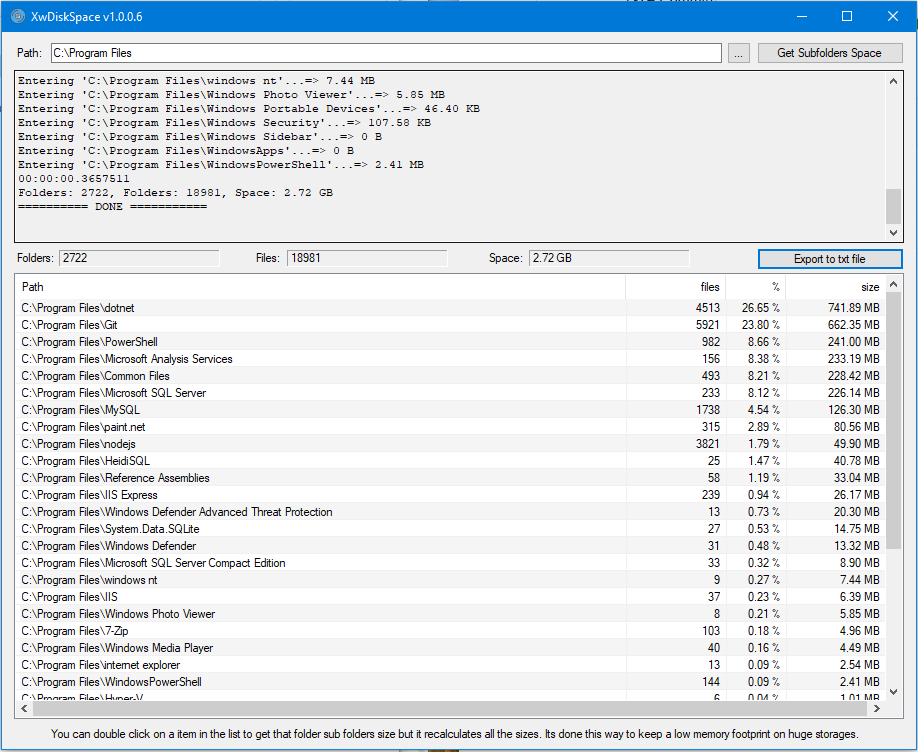 XwDiskSpace v1.0.0.6
Path: C:\Program Files ... Get Subfolders Space
Entering 'C:\Program Files\windows nt'...=> 7.44 MB
Entering 'C:\Program Files\Windows Photo Viewer'...=> 5.85 MB
Entering 'C:\Program Files\Windows Portable Devices'...=> 46.40 KB
Entering 'C:\Program Files\Windows Security'...=> 107.58 KB
Entering 'C:\Program Files\Windows Sidebar'...=> 0 B
Entering 'C:\Program Files\WindowsApps'...=> 0 B
Entering 'C:\Program Files\WindowsPowerShell'...=> 2.41 MB
00:00:00.3657511
Folders: 2722, Folders: 18981, Space: 2.72 GB
========== DONE ===========
Folders: 2722 Files: 18981 Space: 2.72 GB Export to txt file
Path files % size
C:\Program Files\dotnet 4513 26.65 % 741.89 MB
C:\Program Files\Git 5921 23.80 % 662.35 MB
C:\Program Files\PowerShell 982 8.66 % 241.00 MB
C:\Program Files\Microsoft Analysis Services 156 8.38 % 233.19 MB
C:\Program Files\Common Files 493 8.21 % 228.42 MB
C:\Program Files\Microsoft SQL Server 233 8.12 % 226.14 MB
C:\Program Files\MySQL 1738 4.54 % 126.30 MB
C:\Program Files\paint.net 315 2.89 % 80.56 MB
C:\Program Files\nodejs 3821 1.79 % 49.90 MB
C:\Program Files\HeidiSQL 25 1.47 % 40.78 MB
C:\Program Files\Reference Assemblies 58 1.19 % 33.04 MB
C:\Program Files\IIS Express 239 0.94 % 26.17 MB
C:\Program Files\Windows Defender Advanced Threat Protection 13 0.73 % 20.30 MB
C:\Program Files\System.Data.SQLite 27 0.53 % 14.75 MB
C:\Program Files\Windows Defender 31 0.48 % 13.32 MB
C:\Program Files\Microsoft SQL Server Compact Edition 33 0.32 % 8.90 MB
C:\Program Files\windows nt 9 0.27 % 7.44 MB
C:\Program Files\IIS 37 0.23 % 6.39 MB
C:\Program Files\Windows Photo Viewer 8 0.21 % 5.85 MB
C:\Program Files\7-Zip 103 0.18 % 4.96 MB
C:\Program Files\Windows Media Player 40 0.16 % 4.49 MB
C:\Program Files\internet explorer 13 0.09 % 2.54 MB
C:\Program Files\WindowsPowerShell 144 0.09 % 2.41 MB
C:\Program Files\Hyper-V 6 0.04 % 1.01 MB
You can double click on a item in the list to get that folder sub folders size but it recalculates all the sizes. Its done this way to keep a low memory footprint on huge storages.